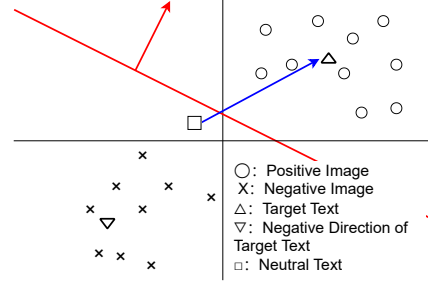 ○: Positive Image
X: Negative Image
△: Target Text
▽: Negative Direction of
Target Text
□: Neutral Text